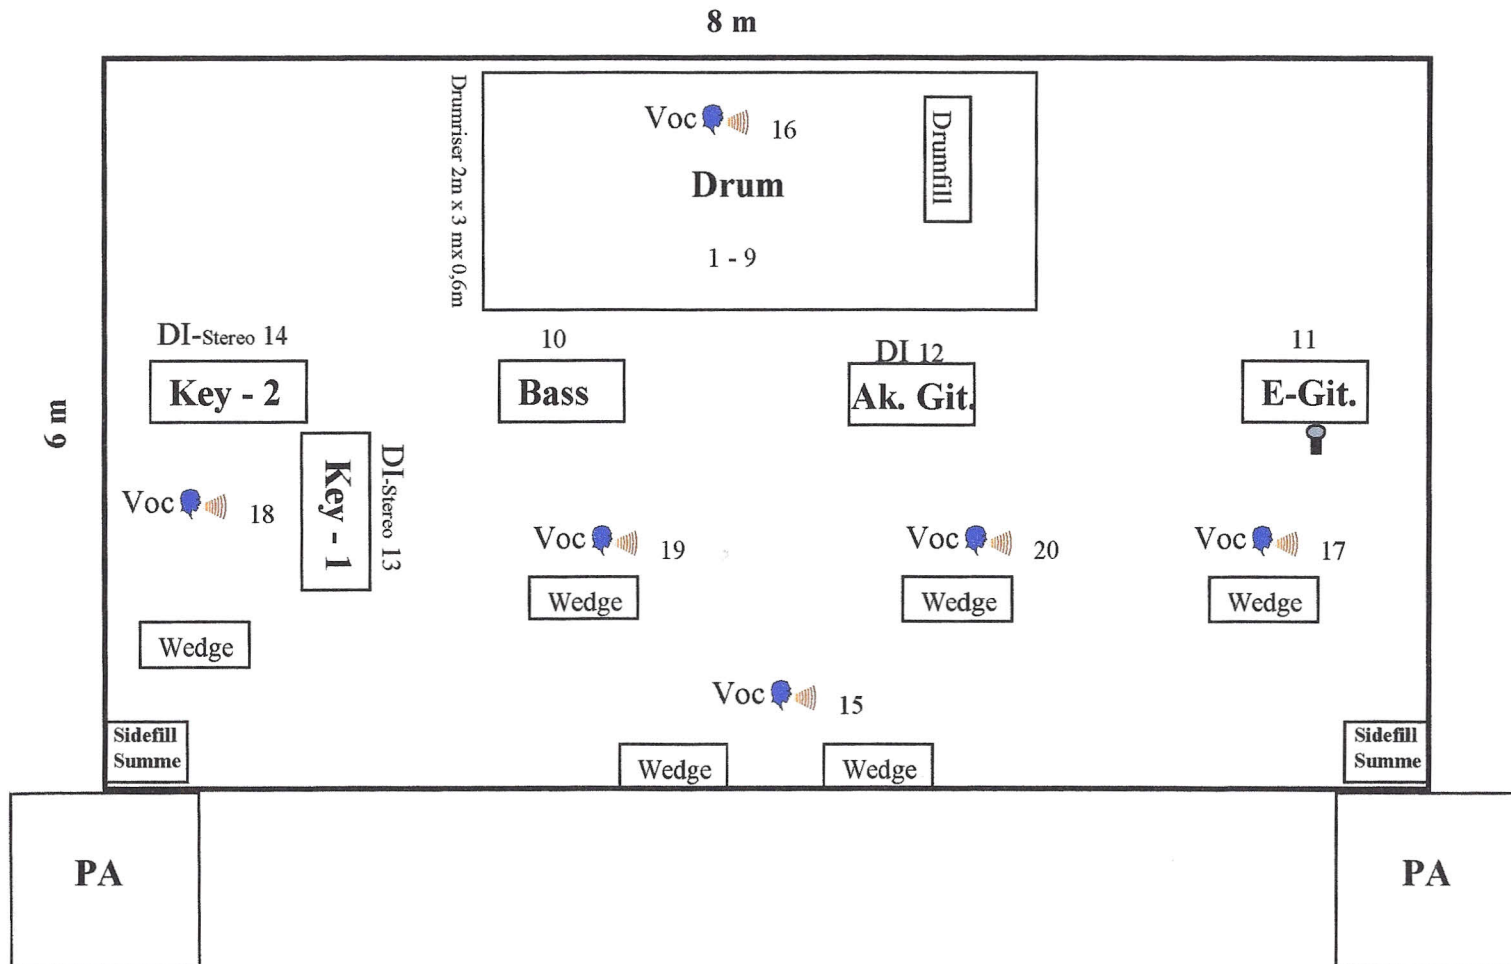 8 m
Drumriser 2m x 3 mx 0,6m
Voc 16
Drumfill
Drum
1 - 9
DI-Stereo 14
10
DI 12
11
Key - 2
Bass
Ak. Git.
E-Git.
6 m
Key - 1
DI-Stereo 13
Voc 18
Voc 19
Voc 20
Voc 17
Wedge
Wedge
Wedge
Wedge
Voc 15
Sidefill
Summe
Sidefill
Summe
Wedge
Wedge
PA
PA